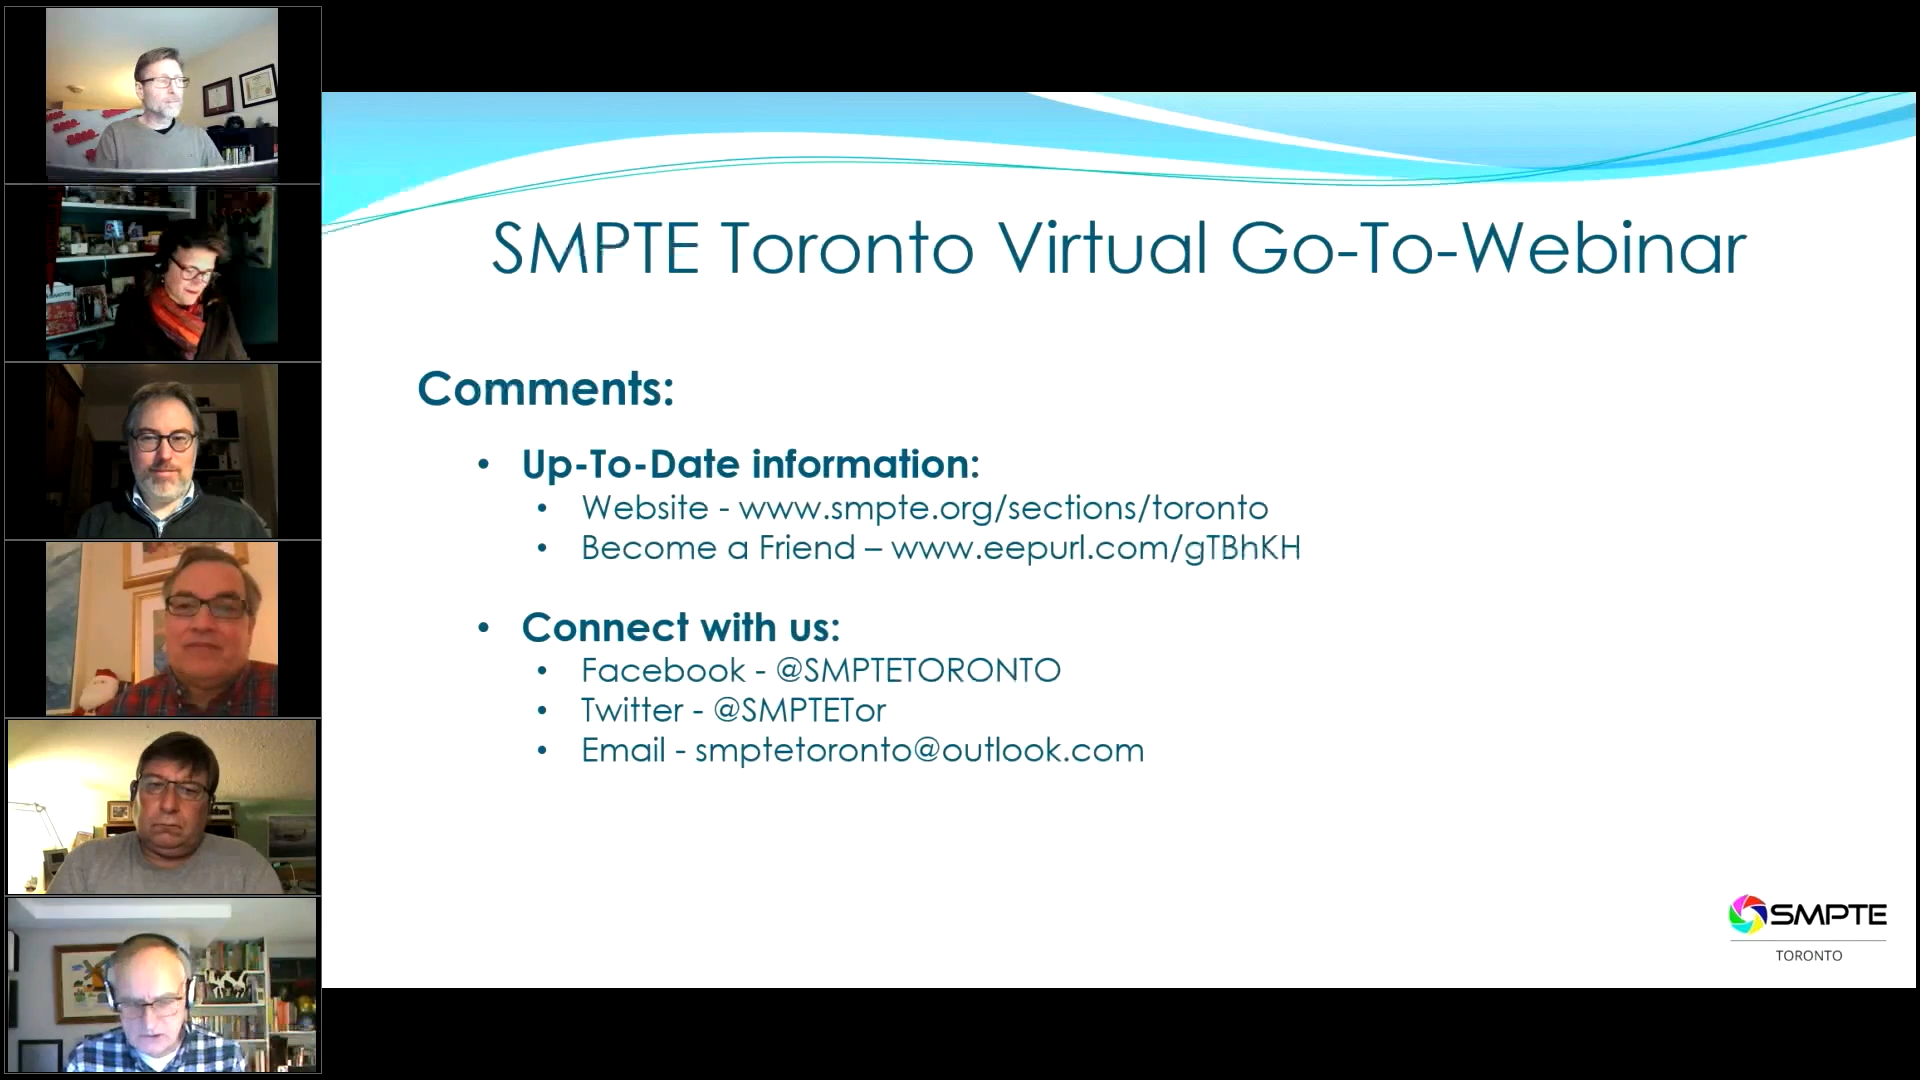 SMPTE Toronto Virtual Go-To-Webinar
Comments:
• Up-To-Date information:
• Website - www.smpte.org/sections/toronto
• Become a Friend – www.eepurl.com/gTBhKH
• Connect with us:
• Facebook - @SMPTETORONTO
• Twitter - @SMPTETor
• Email - smptetoronto@outlook.com
SMPTE
TORONTO
SMPTE